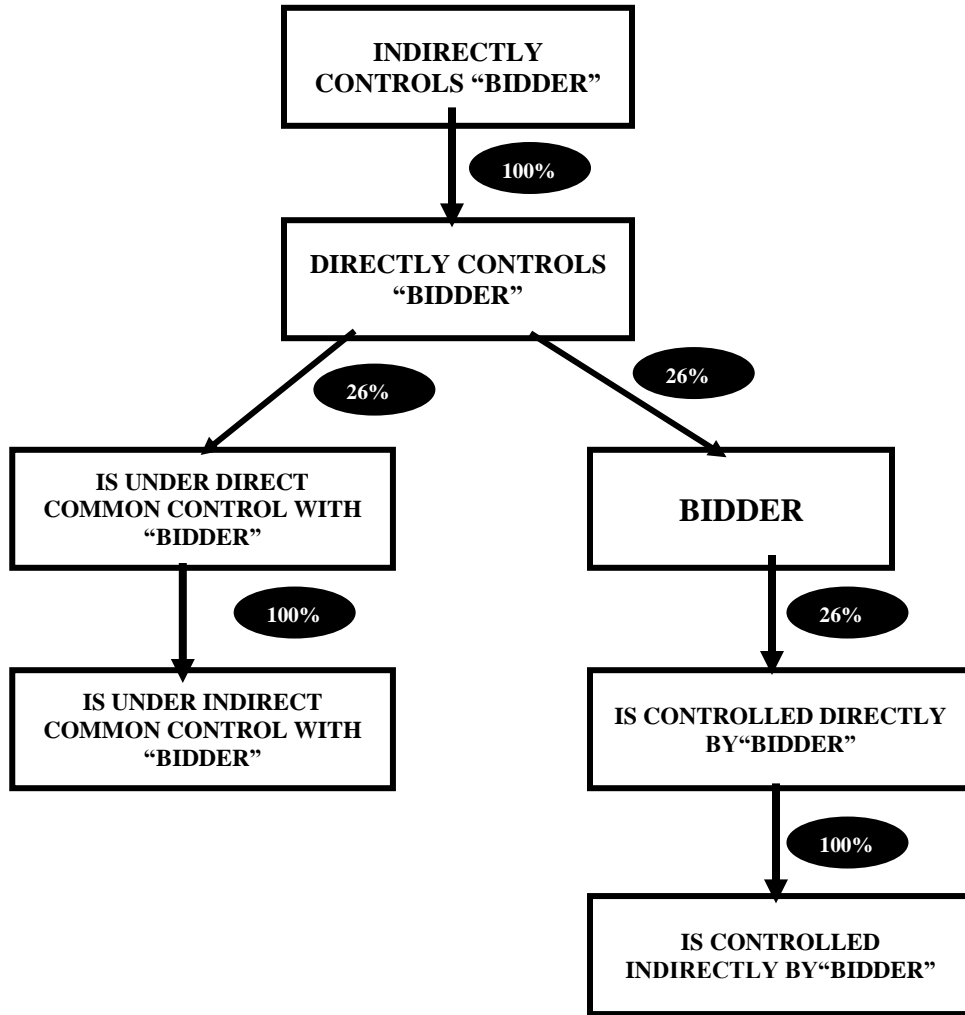 INDIRECTLY
CONTROLS “BIDDER”
100%
DIRECTLY CONTROLS
“BIDDER”
26%
26%
IS UNDER DIRECT
COMMON CONTROL WITH
“BIDDER”
BIDDER
100%
26%
IS UNDER INDIRECT
COMMON CONTROL WITH
“BIDDER”
IS CONTROLLED DIRECTLY
BY“BIDDER”
100%
IS CONTROLLED
INDIRECTLY BY“BIDDER”